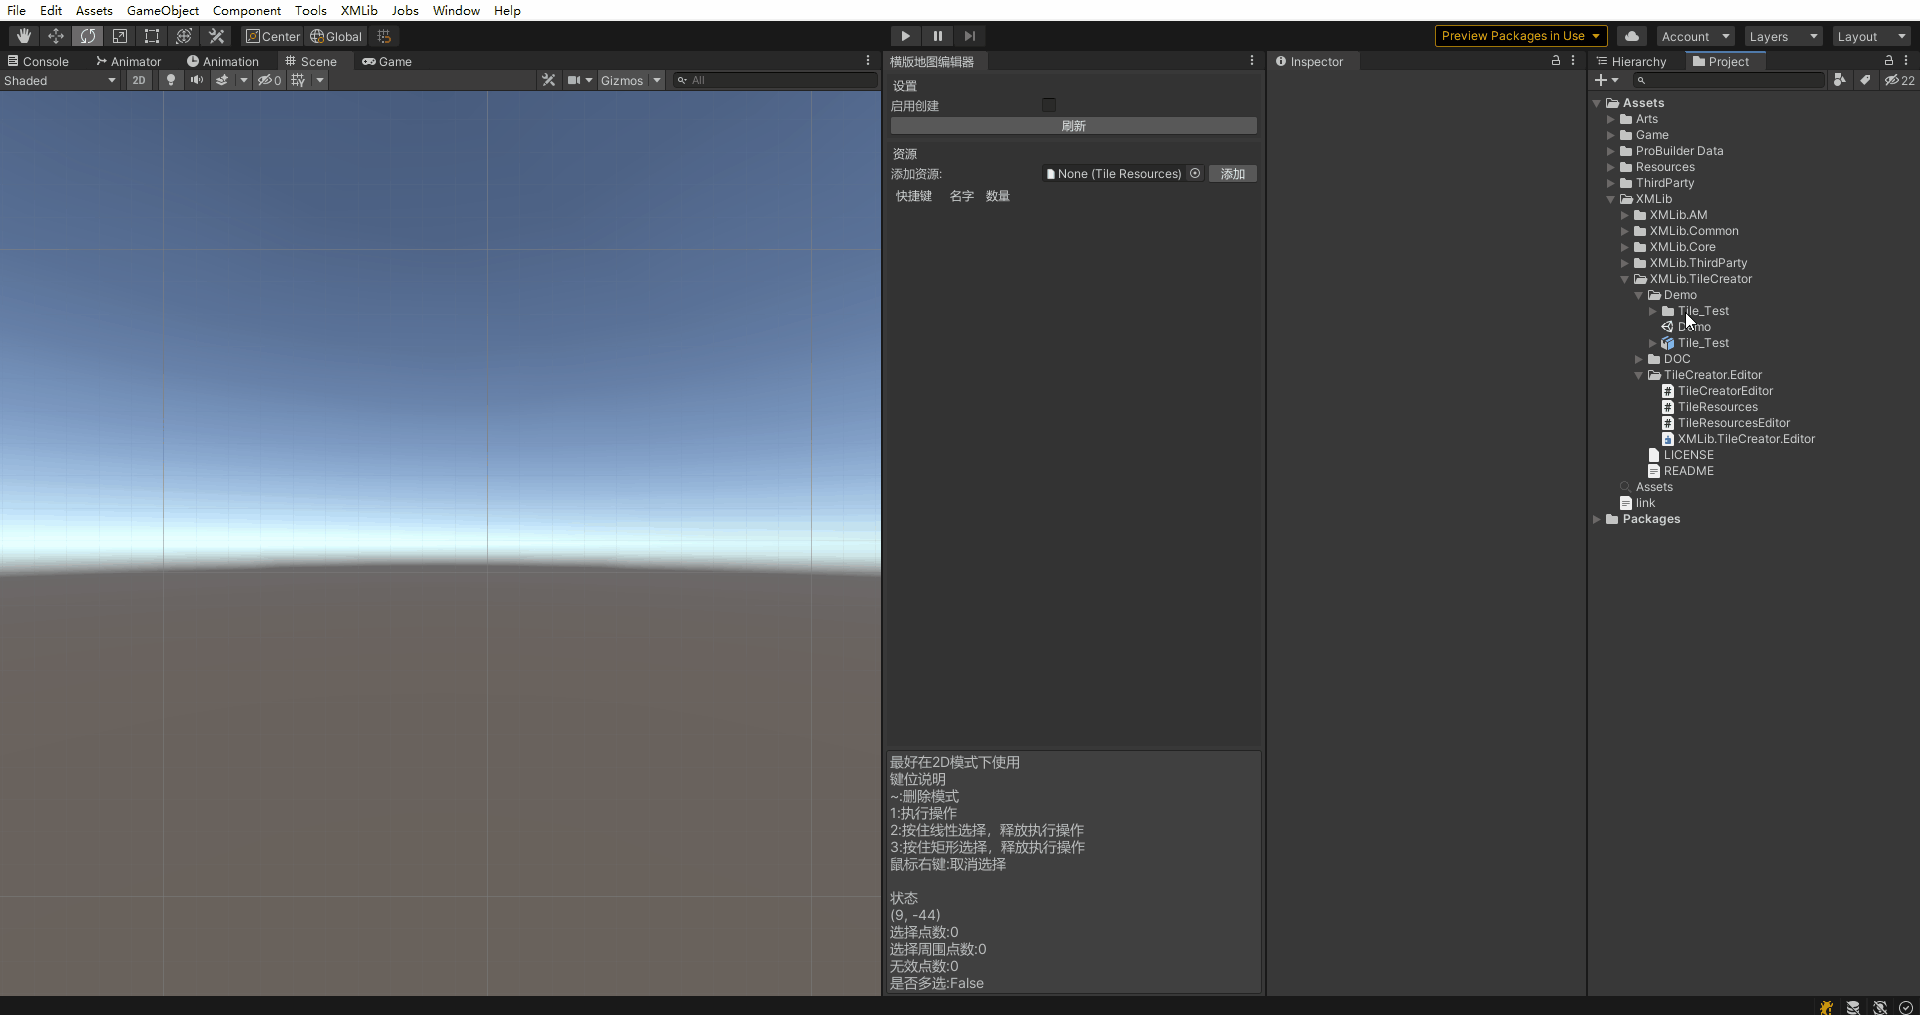 File Edit Assets GameObject Component Tools XMLib Jobs Window Help
Center Global
Preview Packages in Use Account Layers Layout
Console Animator Animation Scene Game
Shaded 2D 0 Gizmos All
横版地图编辑器
设置
启用创建
刷新
资源
添加资源: None (Tile Resources) 添加
快捷键 名字 数量
最好在2D模式下使用
键位说明
~:删除模式
1:执行操作
2:按住线性选择，释放执行操作
3:按住矩形选择，释放执行操作
鼠标右键:取消选择
状态
(9, -44)
选择点数:0
选择周围点数:0
无效点数:0
是否多选:False
Inspector
Hierarchy Project
22
Assets
Arts
Game
ProBuilder Data
Resources
ThirdParty
XMLib
XMLib.AM
XMLib.Common
XMLib.Core
XMLib.ThirdParty
XMLib.TileCreator
Demo
Tile_Test
Demo
Tile_Test
DOC
TileCreator.Editor
TileCreatorEditor
TileResources
TileResourcesEditor
XMLib.TileCreator.Editor
LICENSE
README
Assets
link
Packages